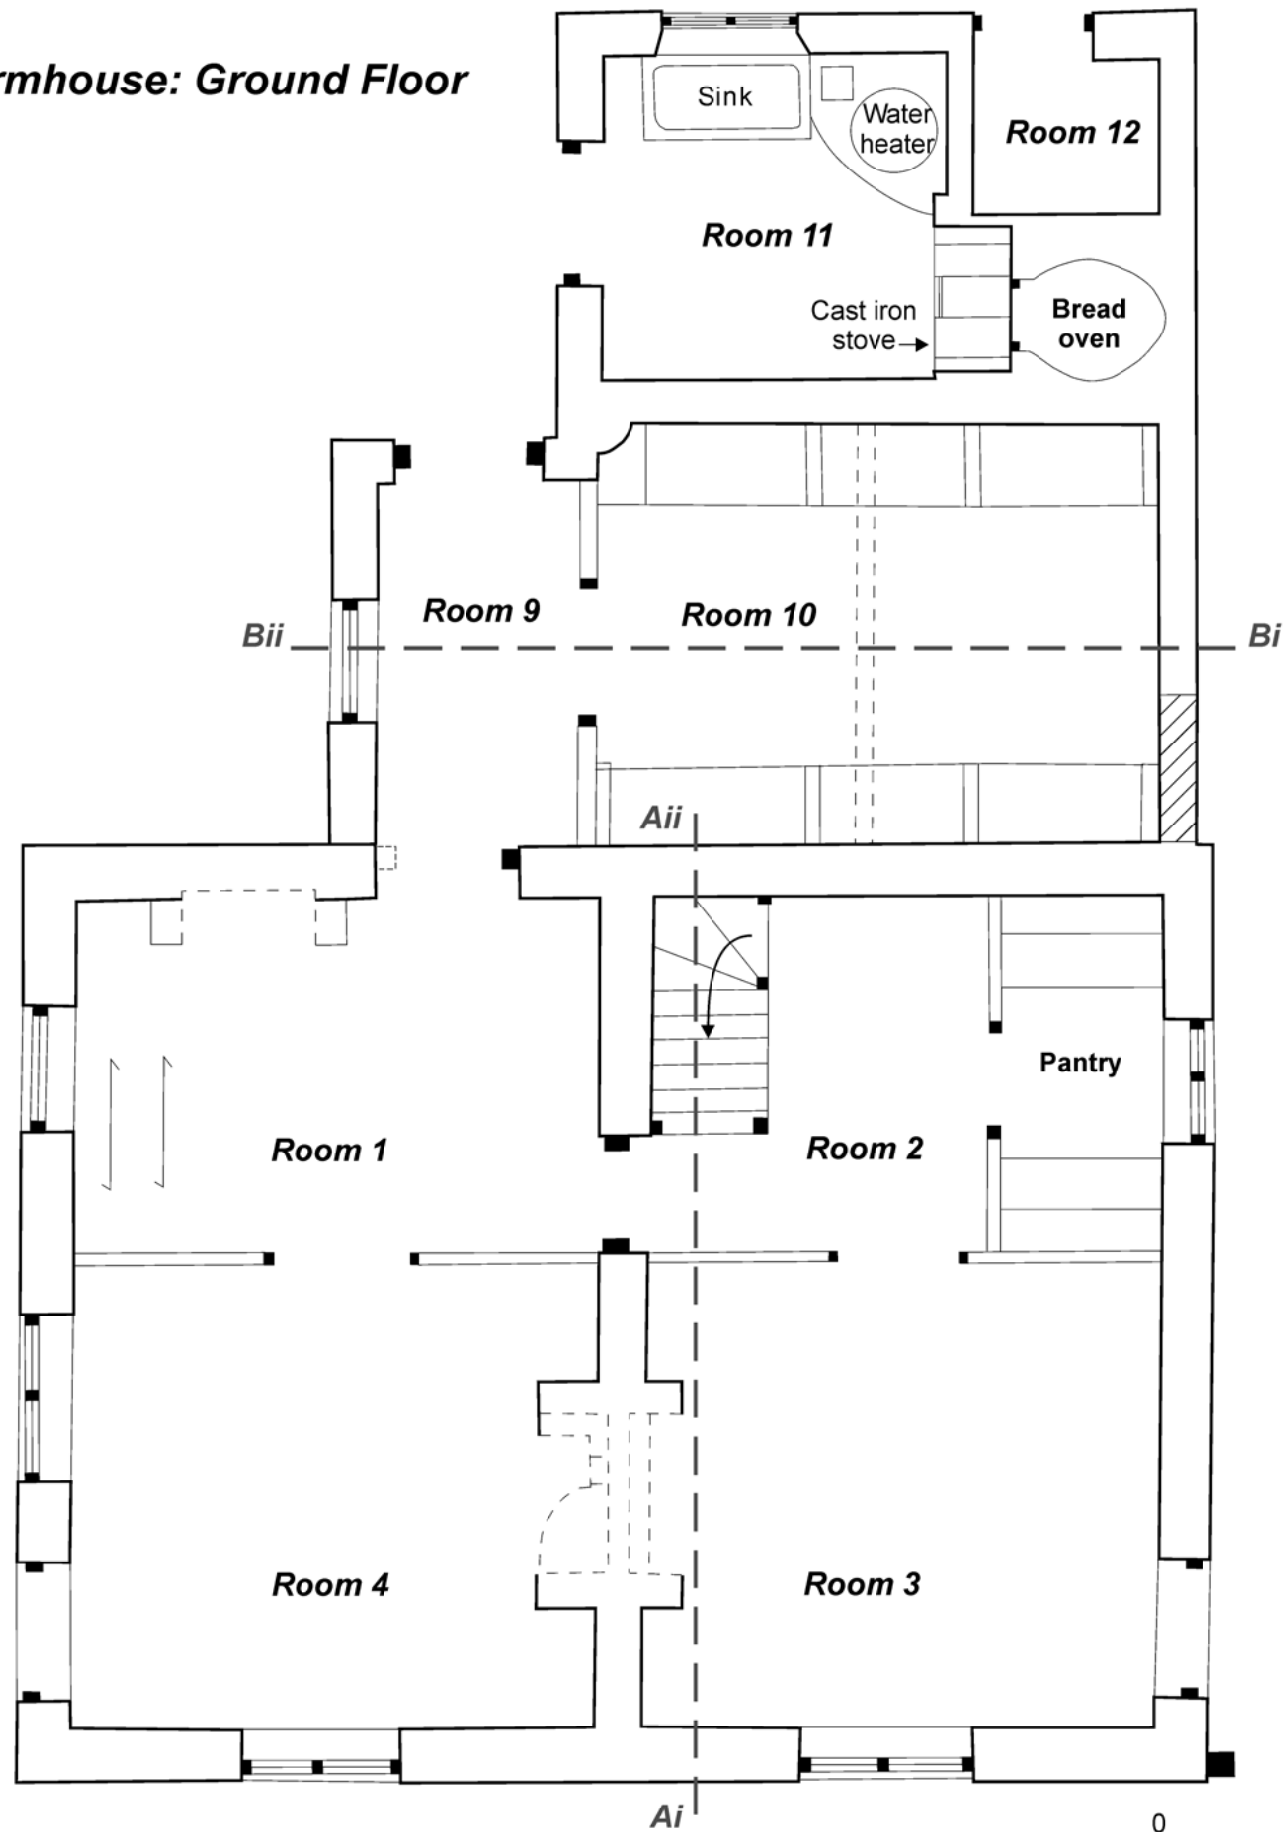 rmhouse: Ground Floor
Sink
Water
heater
Room 12
Room 11
Cast iron
stove
Bread
oven
Room 9
Room 10
Bii
Bi
Aii
Pantry
Room 1
Room 2
Room 4
Room 3
Ai
0